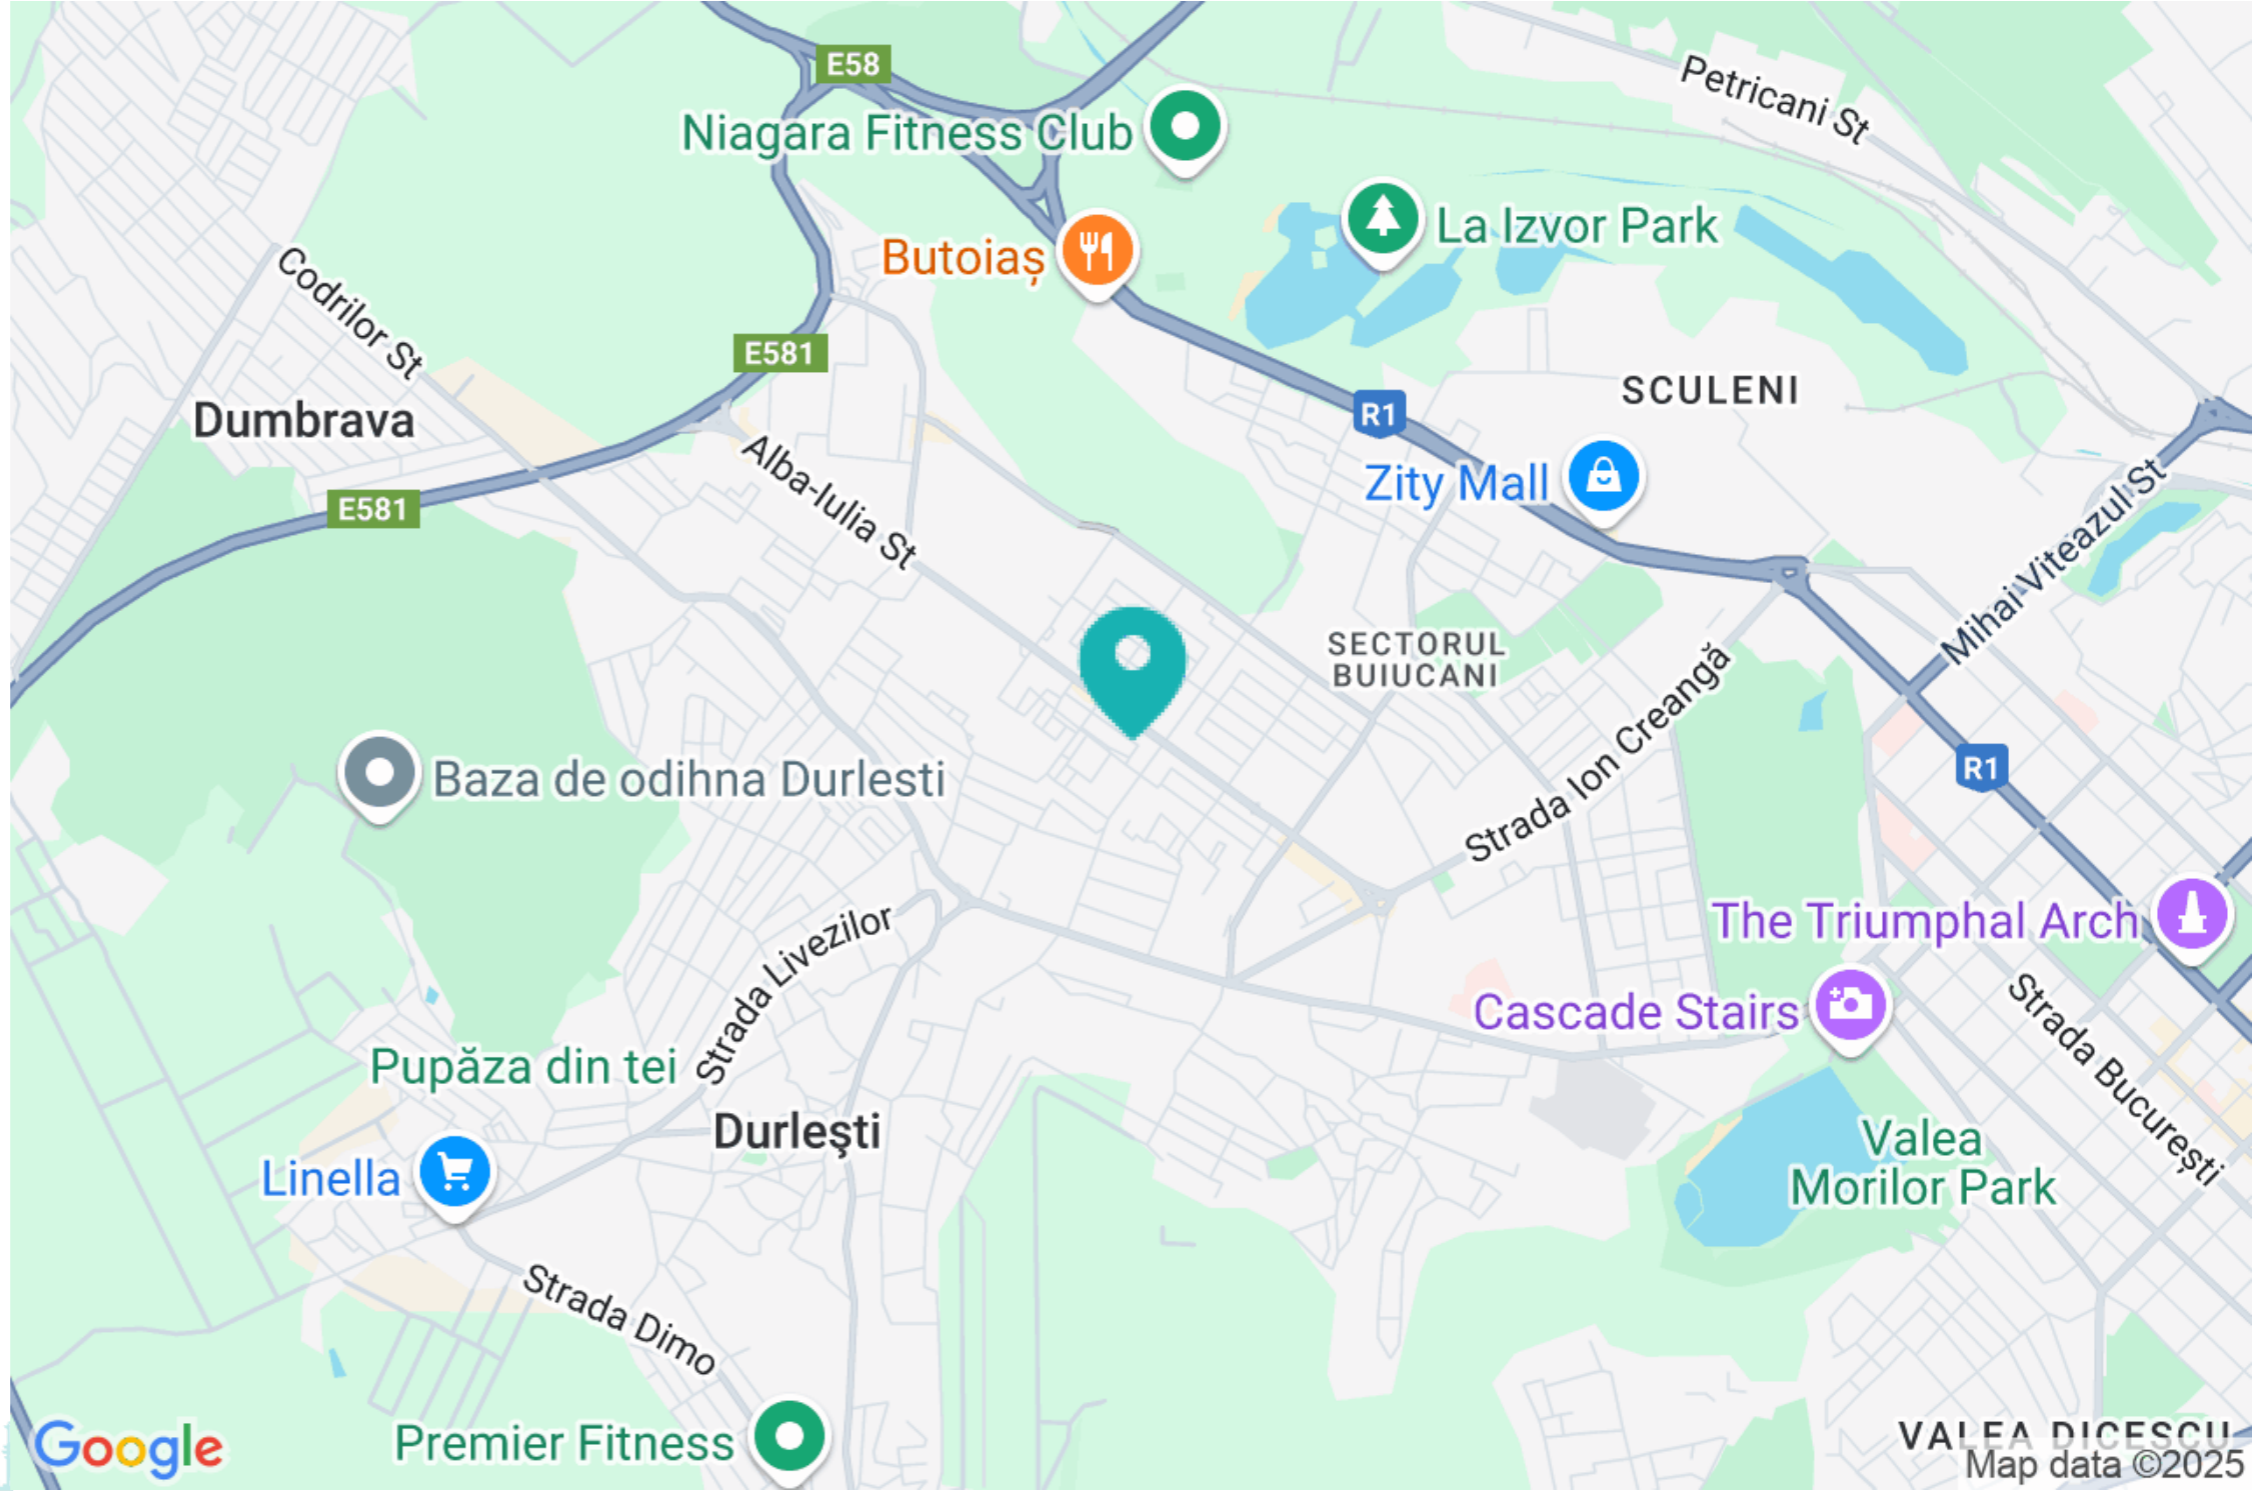 E58
Petricani St
Niagara Fitness Club
La Izvor Park
Butoiaș
Codrilor St
E581
SCULENI
R1
Dumbrava
Alba-Iulia St
Zity Mall
E581
Mihai Viteazul St
SECTORUL
BUIUCANI
Strada Ion Creangă
R1
Baza de odihna Durlesti
The Triumphal Arch
Strada Livezilor
Cascade Stairs
Strada București
Pupăza din tei
Durleşti
Valea
Morilor Park
Linella
Strada Dimo
Premier Fitness
VALEA DICESCU
Google
Map data ©2025